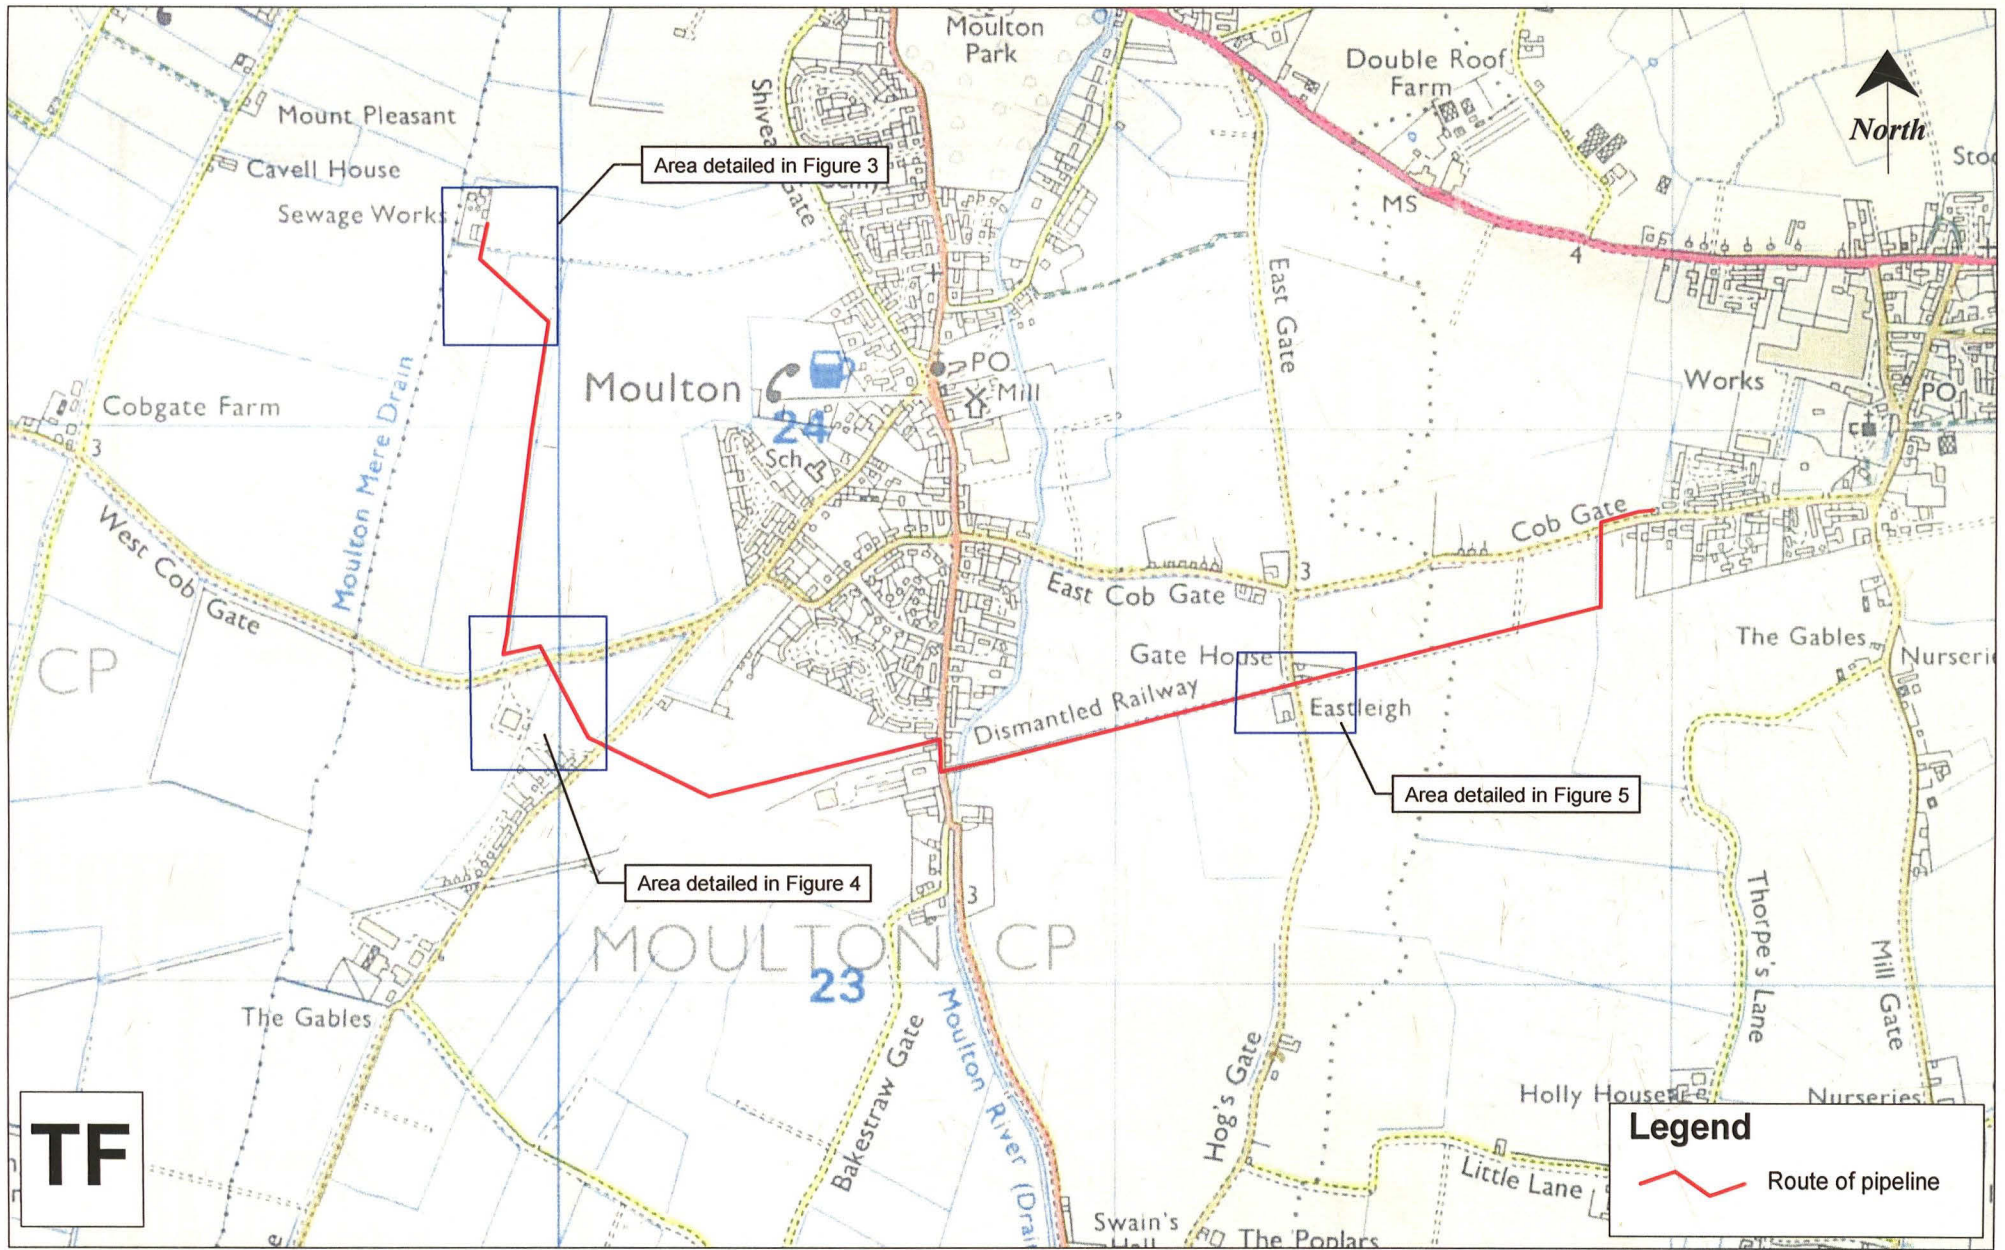 Moulton
Park
Double Roof
Farm
North
Mount Pleasant
Cavell House
Area detailed in Figure 3
Sewage Works
MS
4
East Gate
PO
Mill
Moulton
24
Sch
Works
PO
Cobgate Farm
3
Moulton Mere Drain
West Cob Gate
Cob Gate
3
East Cob Gate
CP
Gate House
The Gables
Dismantled Railway
Eastleigh
Area detailed in Figure 5
Area detailed in Figure 4
3
MOULTON CP
23
Thorpe's Lane
Mill Gate
The Gables
Bakestraw Gate
Moulton River
Hog's Gate
Holly House
Nurseries
TF
Little Lane
Swain's
The Poplars
Legend
Route of pipeline